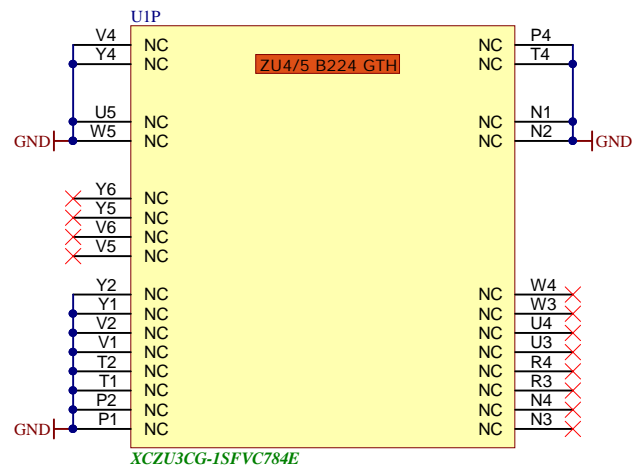 U1P
V4 NC NC P4
Y4 NC ZU4/5 B224 GTH NC T4
U5 NC NC N1
GND W5 NC NC N2 GND
Y6 NC
Y5 NC
V6 NC
V5 NC
Y2 NC NC W4
Y1 NC NC W3
V2 NC NC U4
V1 NC NC U3
T2 NC NC R4
T1 NC NC R3
P2 NC NC N4
GND P1 NC NC N3
XCZU3CG-1SFVC784E